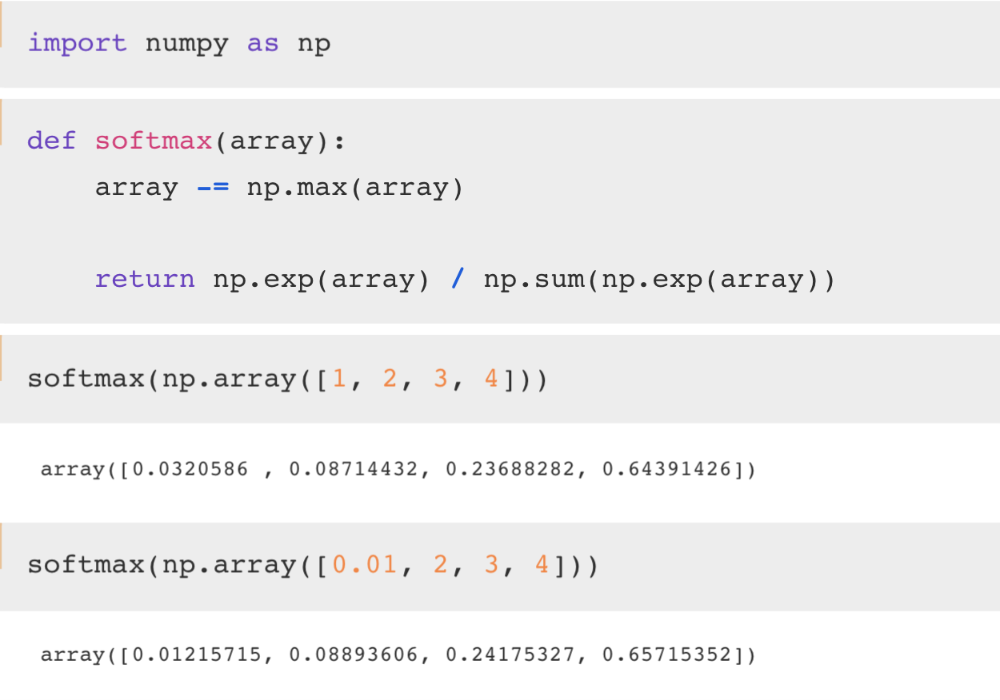 import numpy as np
def softmax(array):
    array -= np.max(array)
    return np.exp(array) / np.sum(np.exp(array))
softmax(np.array([1, 2, 3, 4]))
array([0.0320586 , 0.08714432, 0.23688282, 0.64391426])
softmax(np.array([0.01, 2, 3, 4]))
array([0.01215715, 0.08893606, 0.24175327, 0.65715352])